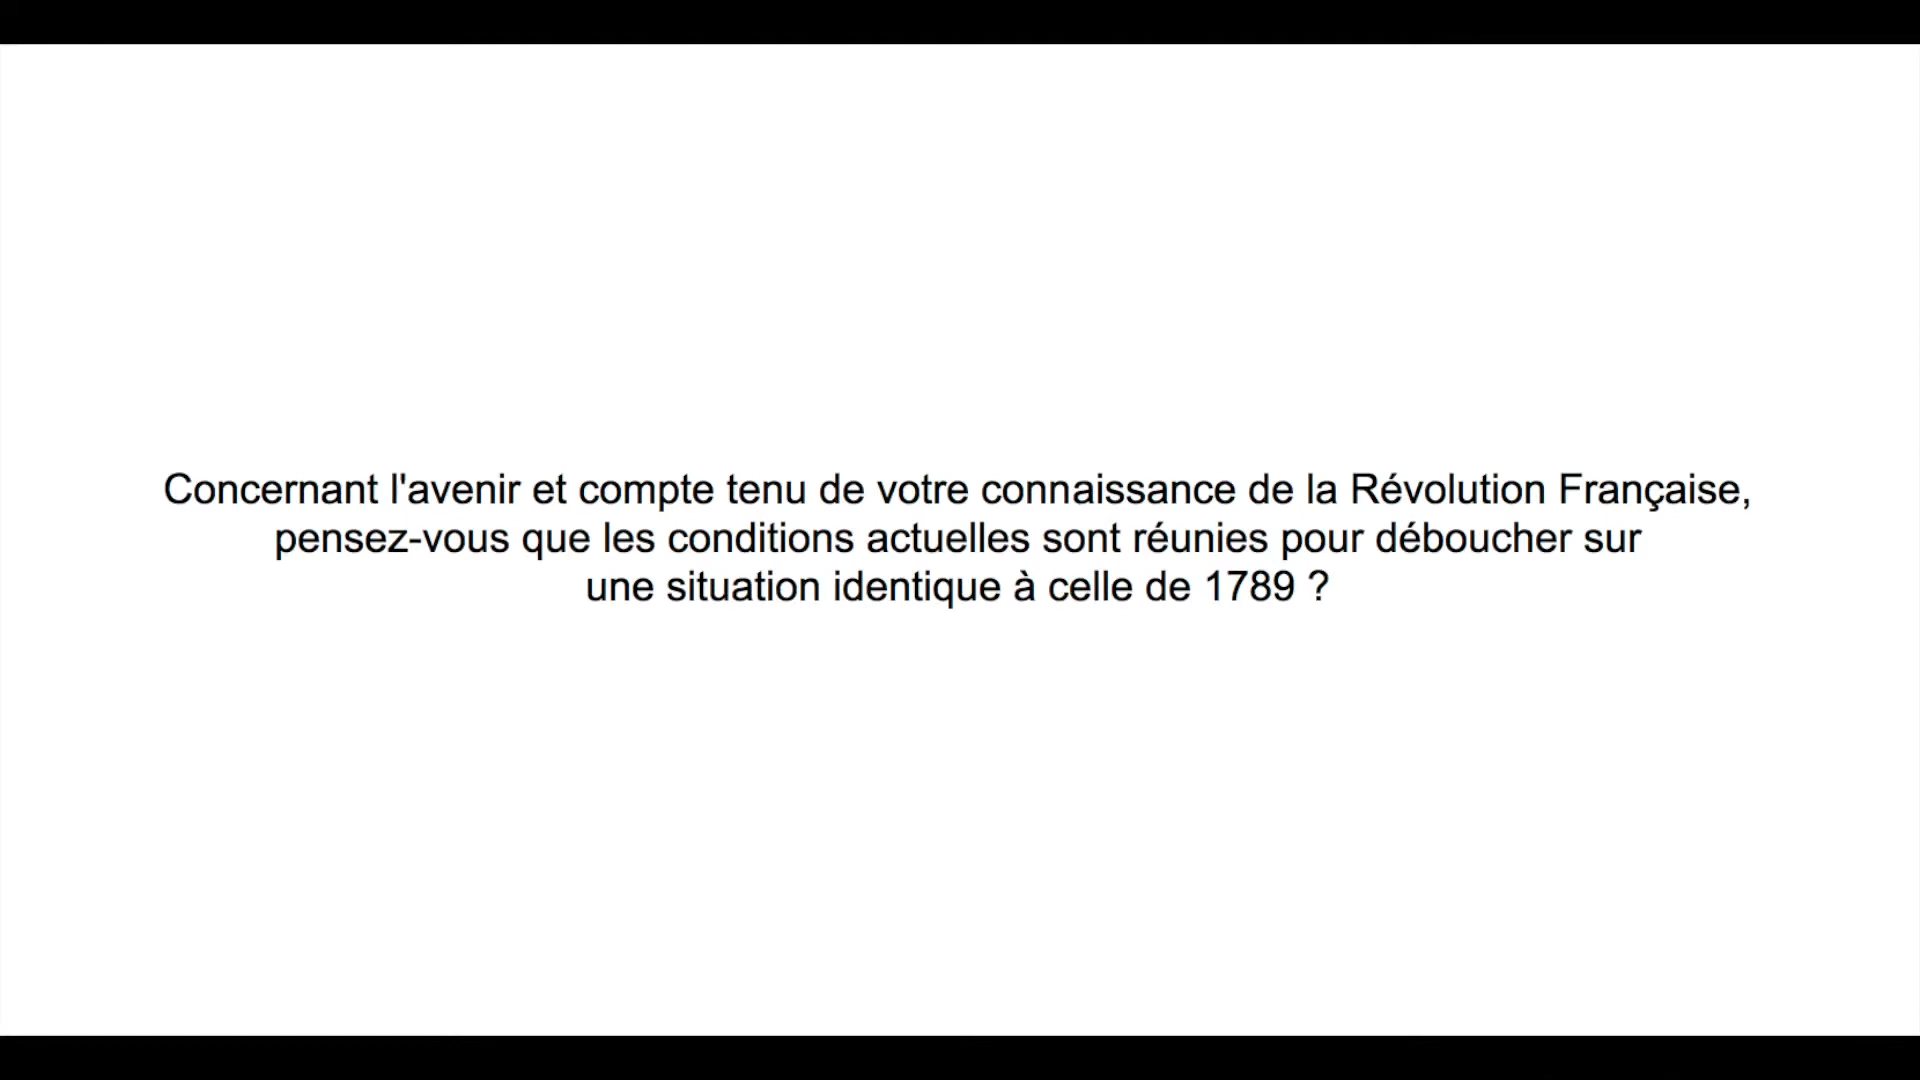 Concernant l'avenir et compte tenu de votre connaissance de la Révolution Française,
pensez-vous que les conditions actuelles sont réunies pour déboucher sur
une situation identique à celle de 1789 ?